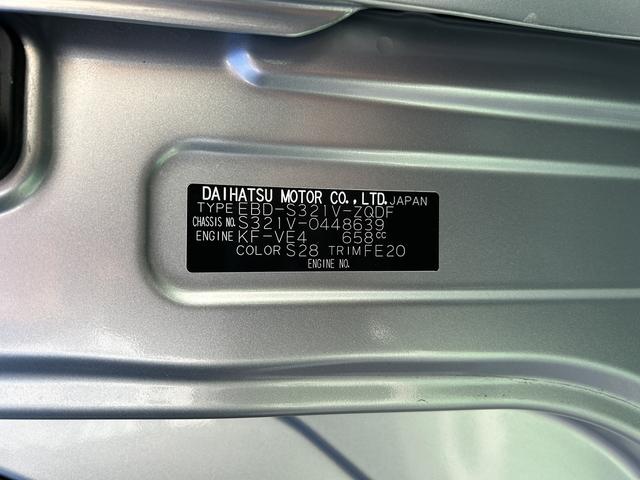 DAIHATSU MOTOR CO.,LTD. JAPAN
TYPE EBD-S321V-ZQDF
CHASSIS NO. S321V-0448639
ENGINE KF-VE4 658cc
COLOR S28 TRIM FE20
ENGINE NO.